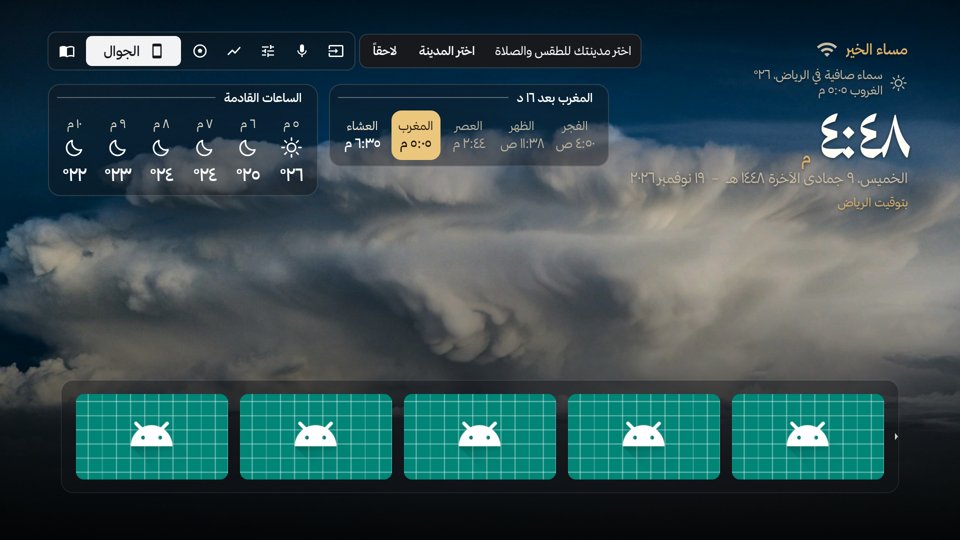 مساء الخير
سماء صافية في الرياض، ٢٦°
الغروب ٥:٠٥ م
٤:٤٨ م
الخميس، ٩ جمادى الآخرة ١٤٤٨ هـ – ١٩ نوفمبر ٢٠٢٦
بتوقيت الرياض
اختر مدينتك للطقس والصلاة اختر المدينة لاحقاً
الجوال
المغرب بعد ١٦ د
الفجر الظهر العصر المغرب العشاء
٤:٥٠ ص ١١:٣٨ ص ٢:٤٤ م ٥:٠٥ م ٦:٣٥ م
الساعات القادمة
٥ م ٦ م ٧ م ٨ م ٩ م ١٠ م
٢٦° ٢٥° ٢٤° ٢٤° ٢٣° ٢٢°